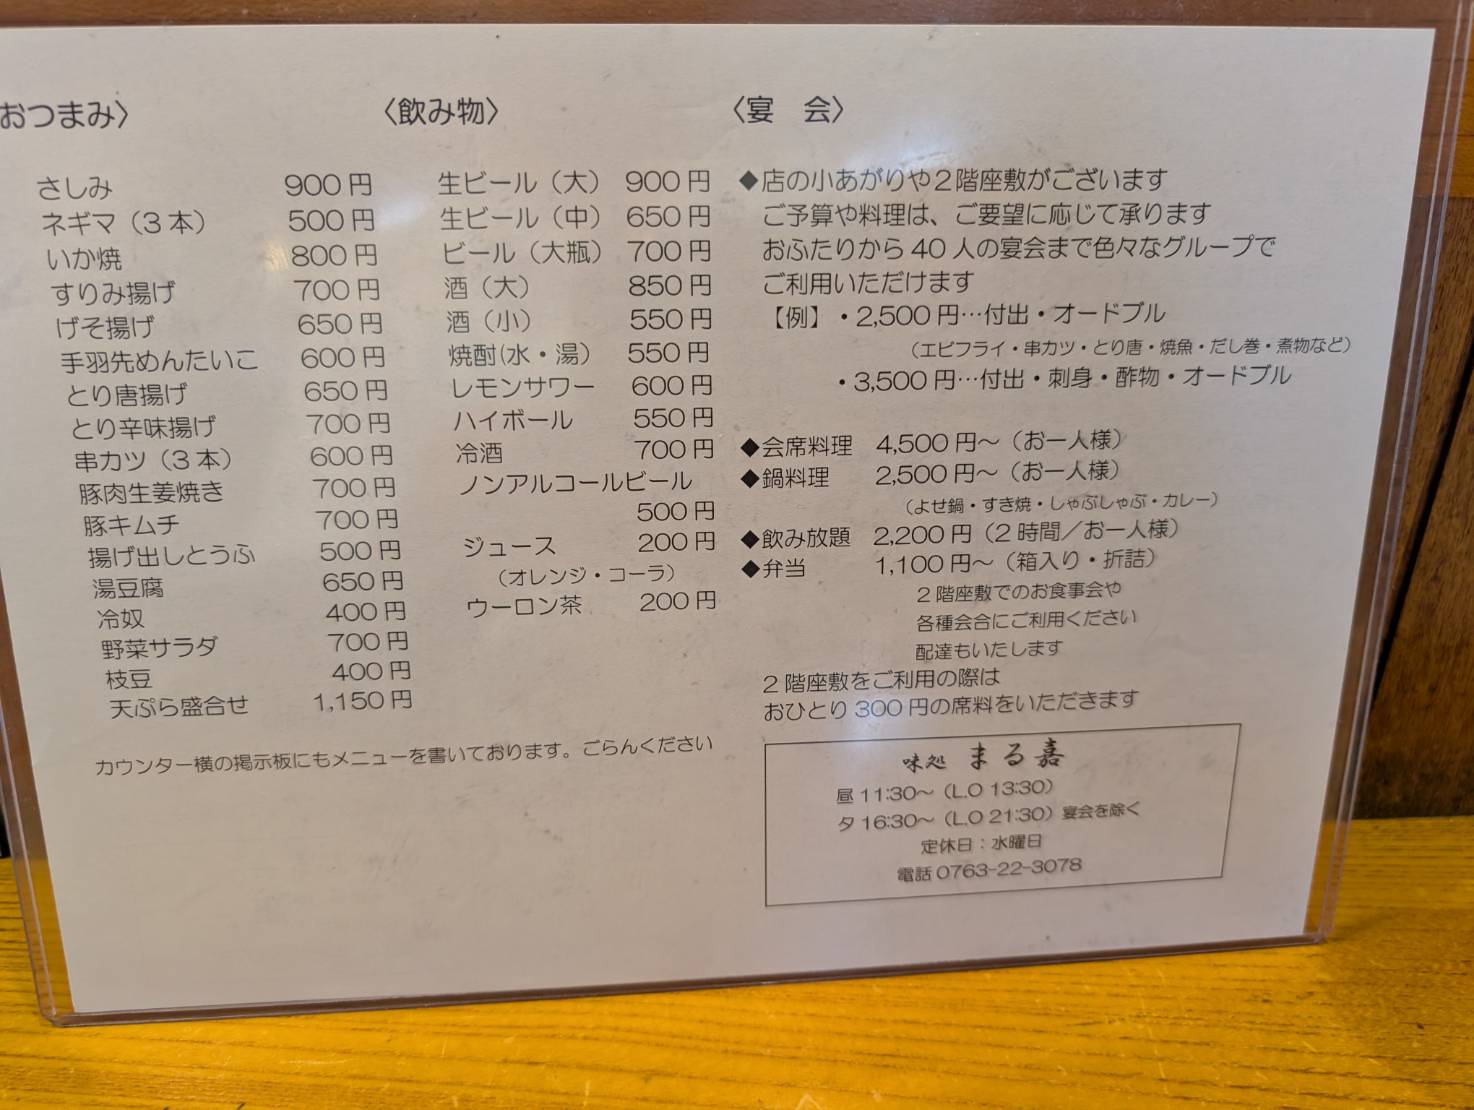 おつまみ〉
さしみ 900円
ネギマ（3本） 500円
いか焼 800円
すりみ揚げ 700円
げそ揚げ 650円
手羽先めんたいこ 600円
とり唐揚げ 650円
とり辛味揚げ 700円
串カツ（3本） 600円
豚肉生姜焼き 700円
豚キムチ 700円
揚げ出しとうふ 500円
湯豆腐 650円
冷奴 400円
野菜サラダ 700円
枝豆 400円
天ぷら盛合せ 1,150円
カウンター横の掲示板にもメニューを書いております。ごらんください
〈飲み物〉
生ビール（大） 900円
生ビール（中） 650円
ビール（大瓶） 700円
酒（大） 850円
酒（小） 550円
焼酎(水・湯） 550円
レモンサワー 600円
ハイボール 550円
冷酒 700円
ノンアルコールビール
500円
ジュース 200円
（オレンジ・コーラ）
ウーロン茶 200円
〈宴 会〉
◆店の小あがりや2階座敷がございます
ご予算や料理は、ご要望に応じて承ります
おふたりから40人の宴会まで色々なグループで
ご利用いただけます
【例】・2,500円…付出・オードブル
（エビフライ・串カツ・とり唐・焼魚・だし巻・煮物など）
・3,500円…付出・刺身・酢物・オードブル
◆会席料理 4,500円～（お一人様）
◆鍋料理 2,500円～（お一人様）
（よせ鍋・すき焼・しゃぶしゃぶ・カレー）
◆飲み放題 2,200円（2時間／お一人様）
◆弁当 1,100円～（箱入り・折詰）
2階座敷でのお食事会や
各種会合にご利用ください
配達もいたします
2階座敷をご利用の際は
おひとり300円の席料をいただきます
味処 まる嘉
昼11:30～（L.O 13:30）
夕16:30～（L.O 21:30）宴会を除く
定休日：水曜日
電話0763-22-3078